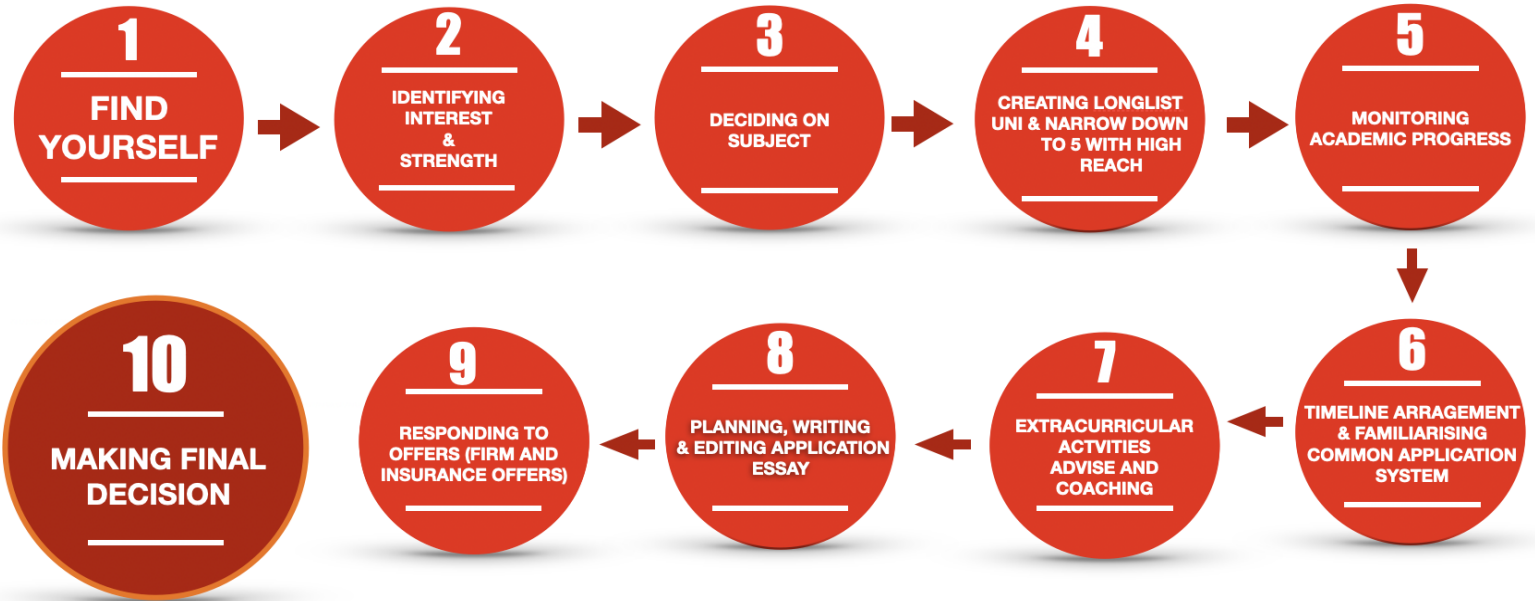 1
FIND
YOURSELF
2
IDENTIFYING
INTEREST
&
STRENGTH
3
DECIDING ON
SUBJECT
4
CREATING LONGLIST
UNI & NARROW DOWN
TO 5 WITH HIGH
REACH
5
MONITORING
ACADEMIC PROGRESS
6
TIMELINE ARRAGEMENT
& FAMILIARISING
COMMON APPLICATION
SYSTEM
7
EXTRACURRICULAR
ACTVITIES
ADVISE AND
COACHING
8
PLANNING, WRITING
& EDITING APPLICATION
ESSAY
9
RESPONDING TO
OFFERS (FIRM AND
INSURANCE OFFERS)
10
MAKING FINAL
DECISION